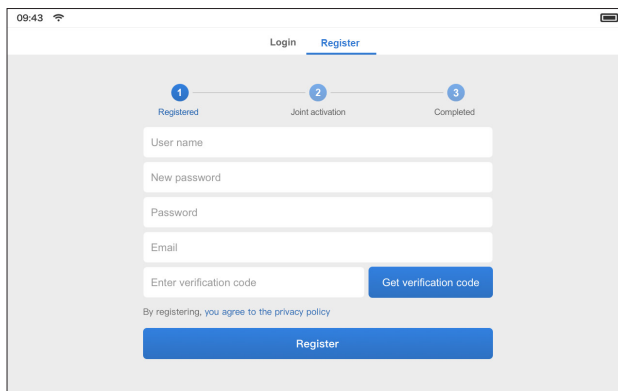 09:43
Login Register
1 2 3
Registered Joint activation Completed
User name
New password
Password
Email
Enter verification code Get verification code
By registering, you agree to the privacy policy
Register